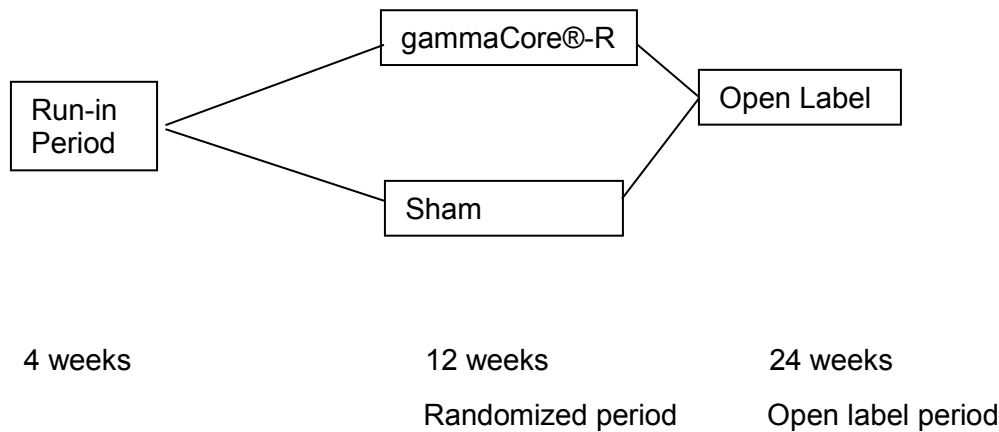 gammaCore®-R
Run-in
Period
Open Label
Sham
4 weeks
12 weeks
24 weeks
Randomized period
Open label period